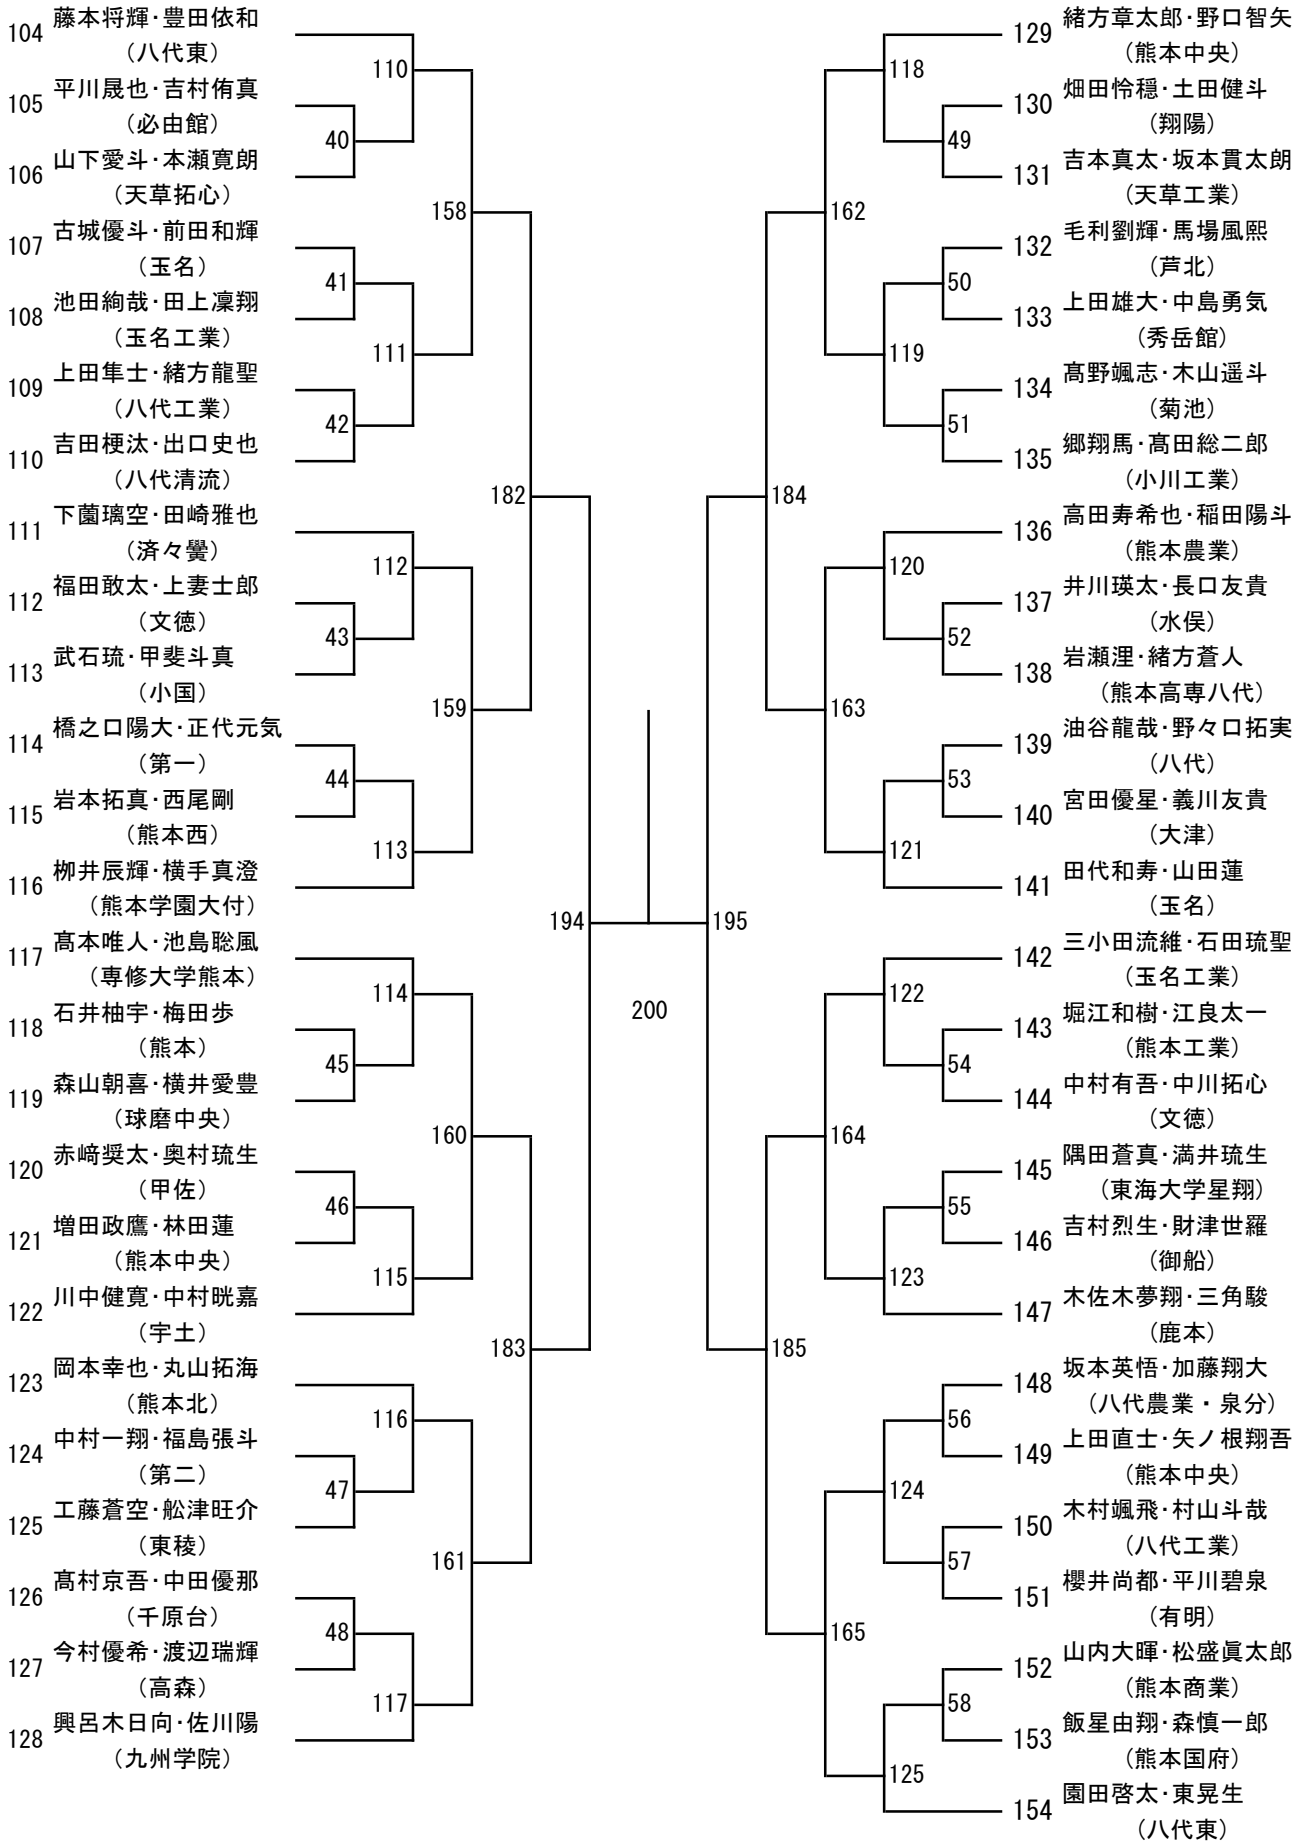 104 藤本将輝・豊田依和
（八代東）
105 平川晟也・吉村侑真
（必由館）
106 山下愛斗・本瀬寛朗
（天草拓心）
107 古城優斗・前田和輝
（玉名）
108 池田絢哉・田上凜翔
（玉名工業）
109 上田隼士・緒方龍聖
（八代工業）
110 吉田梗汰・出口史也
（八代清流）
111 下薗璃空・田崎雅也
（済々黌）
112 福田敢太・上妻士郎
（文徳）
113 武石琉・甲斐斗真
（小国）
114 橋之口陽大・正代元気
（第一）
115 岩本拓真・西尾剛
（熊本西）
116 栁井辰輝・横手真澄
（熊本学園大付）
117 髙本唯人・池島聡風
（専修大学熊本）
118 石井柚宇・梅田歩
（熊本）
119 森山朝喜・横井愛豊
（球磨中央）
120 赤﨑奨太・奥村琉生
（甲佐）
121 増田政鷹・林田蓮
（熊本中央）
122 川中健寛・中村晄嘉
（宇土）
123 岡本幸也・丸山拓海
（熊本北）
124 中村一翔・福島張斗
（第二）
125 工藤蒼空・舩津旺介
（東稜）
126 髙村京吾・中田優那
（千原台）
127 今村優希・渡辺瑞輝
（高森）
128 興呂木日向・佐川陽
（九州学院）
110
40
158
41
111
42
182
112
43
159
44
113
194
114
45
160
46
115
183
116
47
161
48
117
200
118
49
162
50
119
51
184
120
52
163
53
121
195
122
54
164
55
123
185
56
124
57
165
58
125
129 緒方章太郎・野口智矢
（熊本中央）
130 畑田怜穏・土田健斗
（翔陽）
131 吉本真太・坂本貫太朗
（天草工業）
132 毛利劉輝・馬場風熙
（芦北）
133 上田雄大・中島勇気
（秀岳館）
134 髙野颯志・木山遥斗
（菊池）
135 郷翔馬・髙田総二郎
（小川工業）
136 高田寿希也・稲田陽斗
（熊本農業）
137 井川瑛太・長口友貴
（水俣）
138 岩瀬浬・緒方蒼人
（熊本高専八代）
139 油谷龍哉・野々口拓実
（八代）
140 宮田優星・義川友貴
（大津）
141 田代和寿・山田蓮
（玉名）
142 三小田流維・石田琉聖
（玉名工業）
143 堀江和樹・江良太一
（熊本工業）
144 中村有吾・中川拓心
（文徳）
145 隅田蒼真・満井琉生
（東海大学星翔）
146 吉村烈生・財津世羅
（御船）
147 木佐木夢翔・三角駿
（鹿本）
148 坂本英悟・加藤翔大
（八代農業・泉分）
149 上田直士・矢ノ根翔吾
（熊本中央）
150 木村颯飛・村山斗哉
（八代工業）
151 櫻井尚都・平川碧泉
（有明）
152 山内大暉・松盛眞太郎
（熊本商業）
153 飯星由翔・森慎一郎
（熊本国府）
154 園田啓太・東晃生
（八代東）